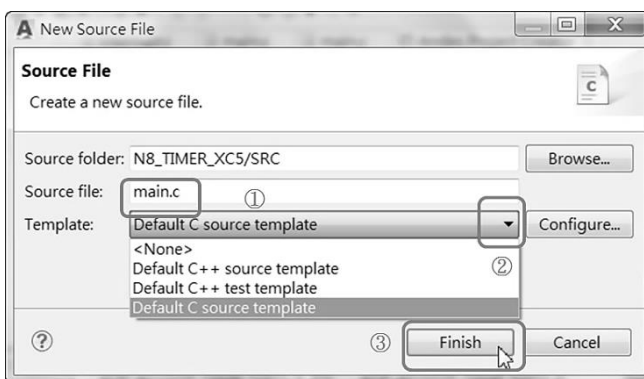 New Source File
Source File
Create a new source file.
Source folder: N8_TIMER_XC5/SRC Browse...
Source file: main.c ①
Template: Default C source template Configure...
<None>
Default C++ source template ②
Default C++ test template
Default C source template
③ Finish Cancel